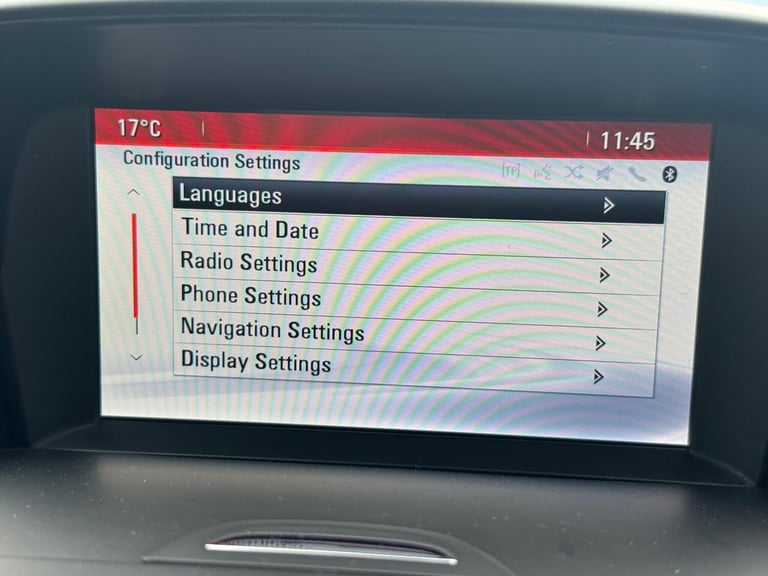 17°C
11:45
Configuration Settings
[TP]
Languages
Time and Date
Radio Settings
Phone Settings
Navigation Settings
Display Settings